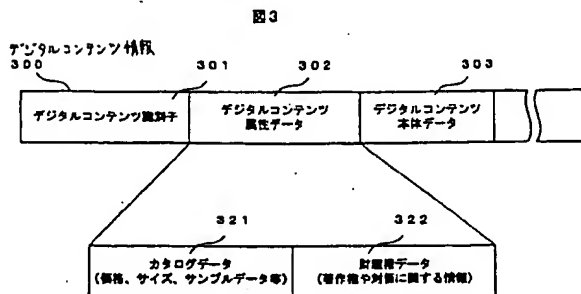 図3
デジタルコンテンツ情報
300
301
302
303
デジタルコンテンツ識別子
デジタルコンテンツ
属性データ
デジタルコンテンツ
本体データ
321
322
カタログデータ
(価格、サイズ、サンプルデータ等)
財産権データ
(著作権や対価に関する情報)